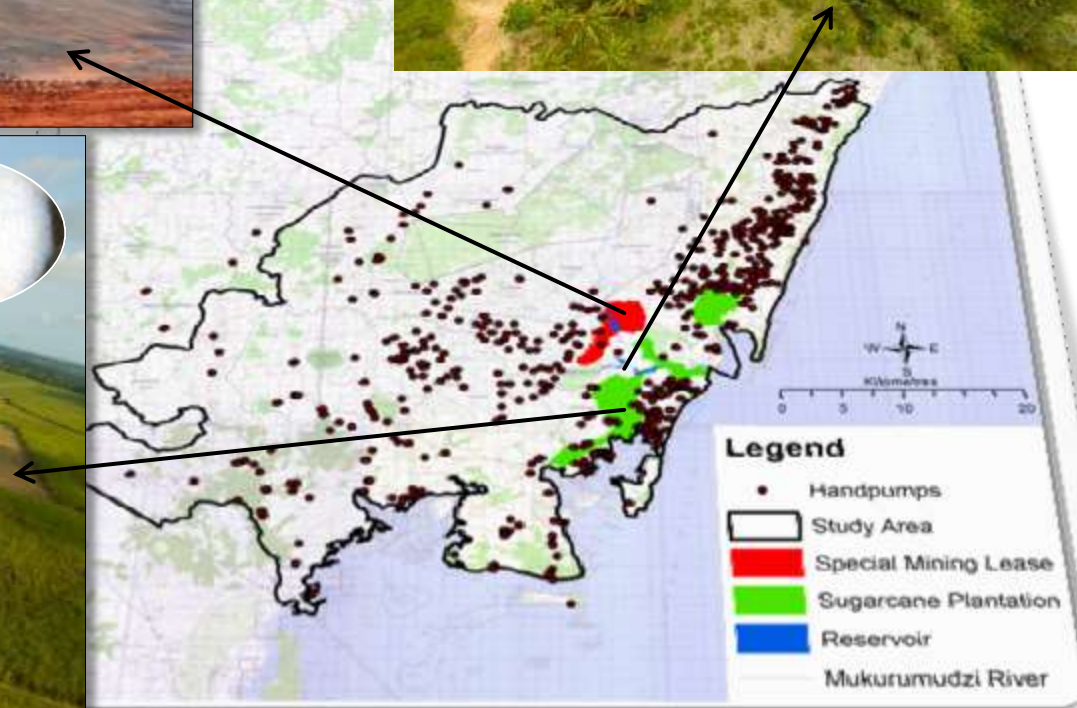 N
W E
S
Kilometres
0 5 10 20
Legend
Handpumps
Study Area
Special Mining Lease
Sugarcane Plantation
Reservoir
Mukurumudzi River